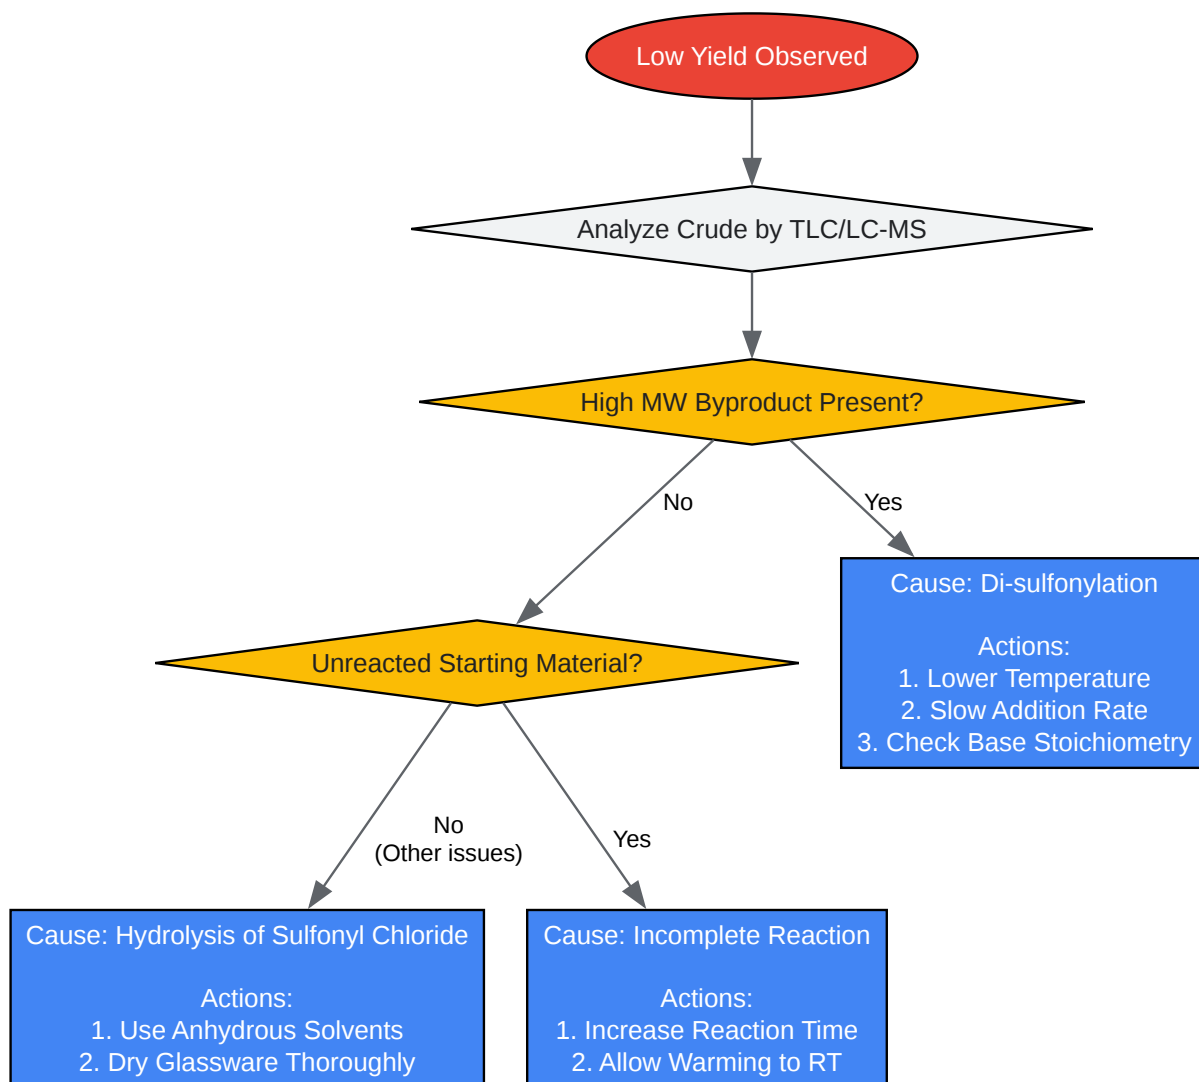 Low Yield Observed
Analyze Crude by TLC/LC-MS
High MW Byproduct Present?
No
Yes
Cause: Di-sulfonylation
Actions:
1. Lower Temperature
2. Slow Addition Rate
3. Check Base Stoichiometry
Unreacted Starting Material?
No
(Other issues)
Yes
Cause: Hydrolysis of Sulfonyl Chloride
Actions:
1. Use Anhydrous Solvents
2. Dry Glassware Thoroughly
Cause: Incomplete Reaction
Actions:
1. Increase Reaction Time
2. Allow Warming to RT